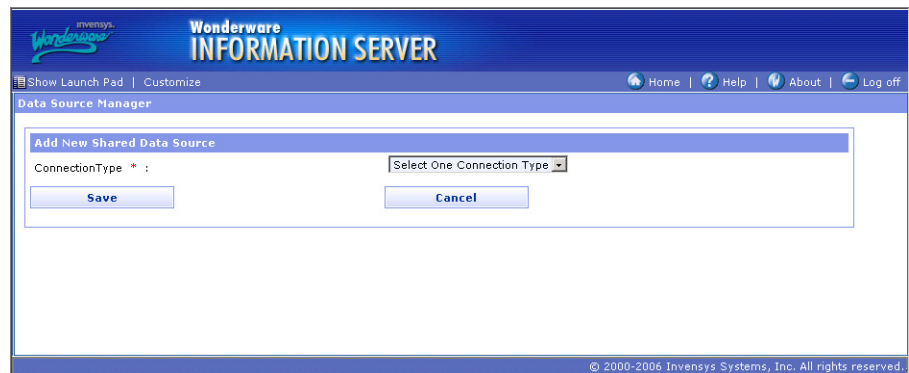 invensys.
Wonderware
Wonderware
INFORMATION SERVER
Show Launch Pad | Customize
Home | Help | About | Log off
Data Source Manager
Add New Shared Data Source
ConnectionType * :
Select One Connection Type
Save
Cancel
© 2000-2006 Invensys Systems, Inc. All rights reserved.